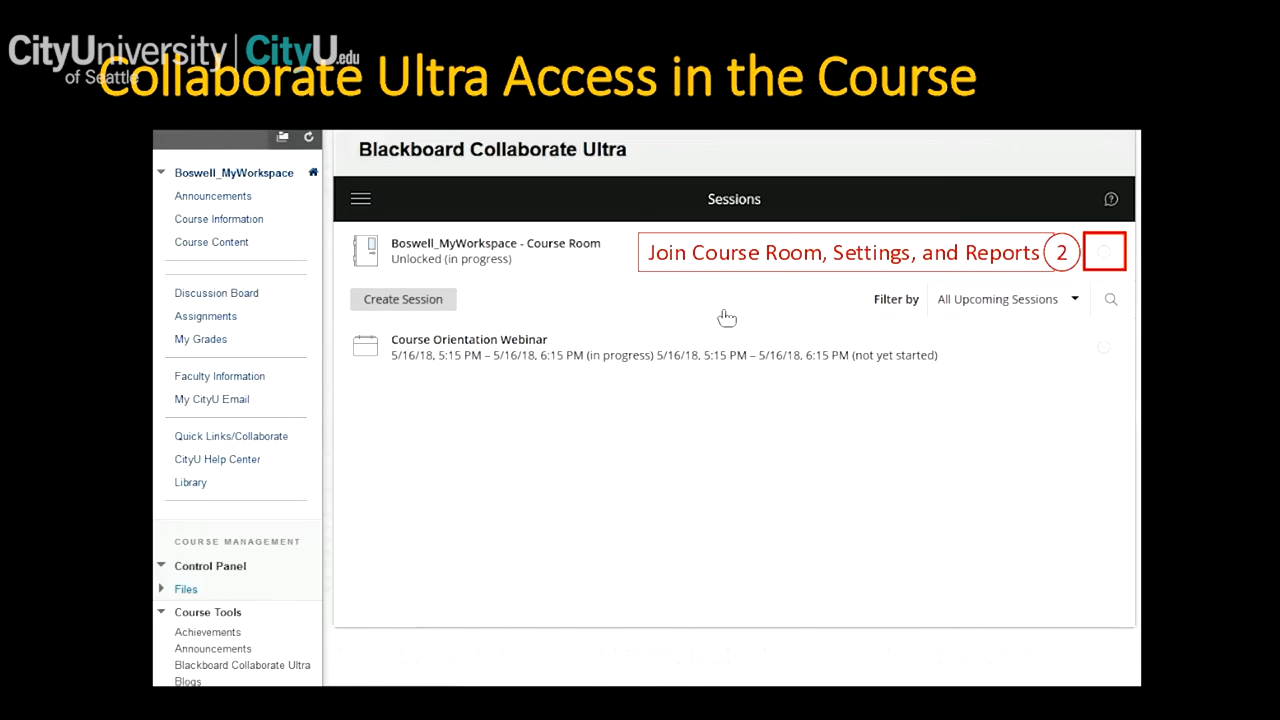 CityUniversity | CityU.edu
of Seattle
Collaborate Ultra Access in the Course
Boswell_MyWorkspace
Announcements
Course Information
Course Content
Discussion Board
Assignments
My Grades
Faculty Information
My CityU Email
Quick Links/Collaborate
CityU Help Center
Library
COURSE MANAGEMENT
Control Panel
Files
Course Tools
Achievements
Announcements
Blackboard Collaborate Ultra
Blogs
Blackboard Collaborate Ultra
Sessions
Boswell_MyWorkspace - Course Room
Unlocked (in progress)
Join Course Room, Settings, and Reports 2
Create Session
Filter by All Upcoming Sessions
Course Orientation Webinar
5/16/18, 5:15 PM – 5/16/18, 6:15 PM (in progress) 5/16/18, 5:15 PM – 5/16/18, 6:15 PM (not yet started)